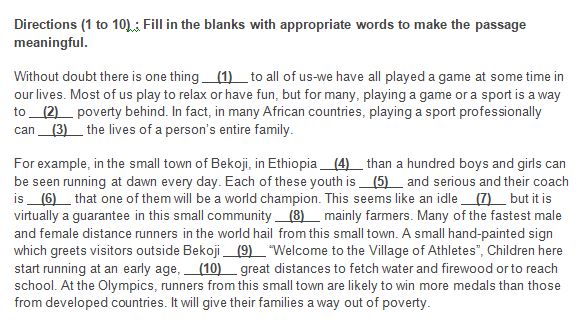 Directions (1 to 10).: Fill in the blanks with appropriate words to make the passage
meaningful.
Without doubt there is one thing __(1)__ to all of us-we have all played a game at some time in
our lives. Most of us play to relax or have fun, but for many, playing a game or a sport is a way
to __(2)__ poverty behind. In fact, in many African countries, playing a sport professionally
can __(3)__ the lives of a person's entire family.
For example, in the small town of Bekoji, in Ethiopia __(4)__ than a hundred boys and girls can
be seen running at dawn every day. Each of these youth is __(5)__ and serious and their coach
is __(6)__ that one of them will be a world champion. This seems like an idle __(7)__ but it is
virtually a guarantee in this small community __(8)__ mainly farmers. Many of the fastest male
and female distance runners in the world hail from this small town. A small hand-painted sign
which greets visitors outside Bekoji __(9)__ "Welcome to the Village of Athletes", Children here
start running at an early age, __(10)__ great distances to fetch water and firewood or to reach
school. At the Olympics, runners from this small town are likely to win more medals than those
from developed countries. It will give their families a way out of poverty.